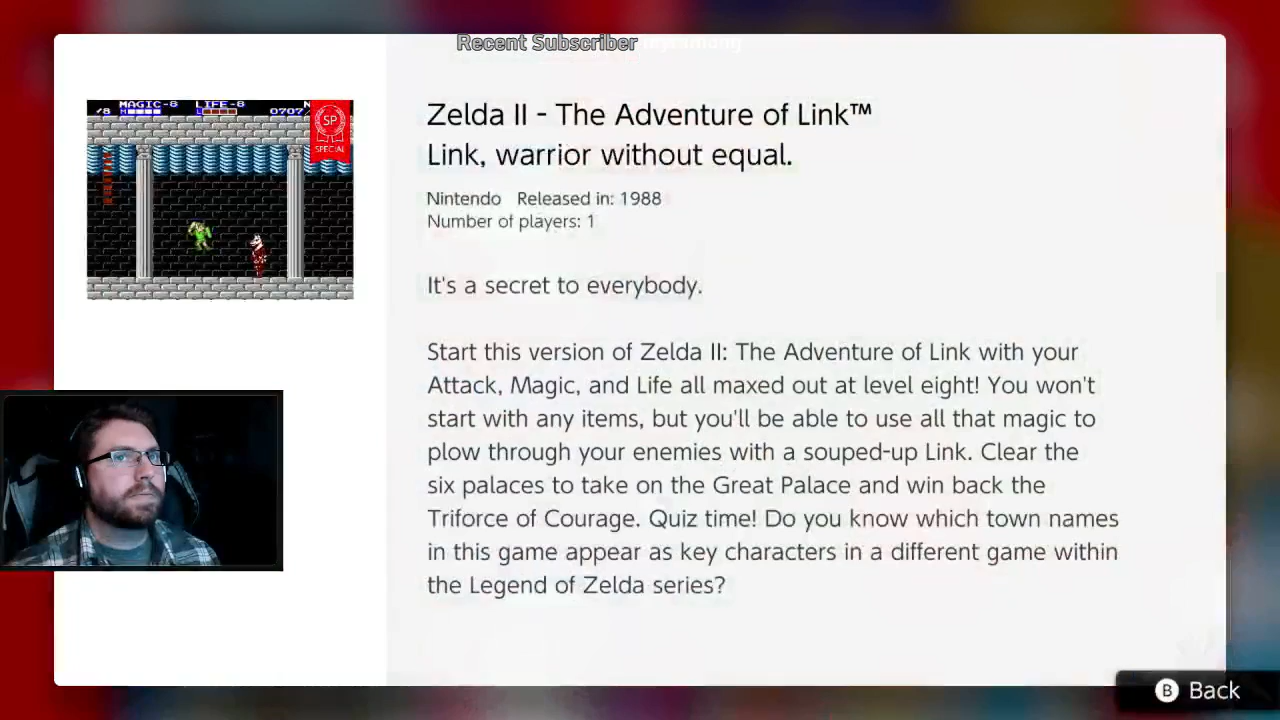 Recent Subscriber
MAGIC-8 LIFE-8
0707
SP
SPECIAL
Zelda II - The Adventure of Link™
Link, warrior without equal.
Nintendo Released in: 1988
Number of players: 1
It's a secret to everybody.
Start this version of Zelda II: The Adventure of Link with your
Attack, Magic, and Life all maxed out at level eight! You won't
start with any items, but you'll be able to use all that magic to
plow through your enemies with a souped-up Link. Clear the
six palaces to take on the Great Palace and win back the
Triforce of Courage. Quiz time! Do you know which town names
in this game appear as key characters in a different game within
the Legend of Zelda series?
B Back